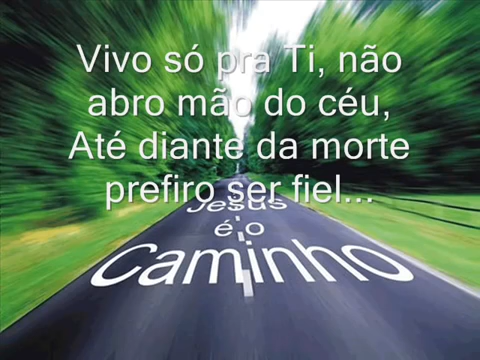 Vivo só pra Ti, não
abro mão do céu,
Até diante da morte
prefiro ser fiel...
Jesus
é o
Caminho